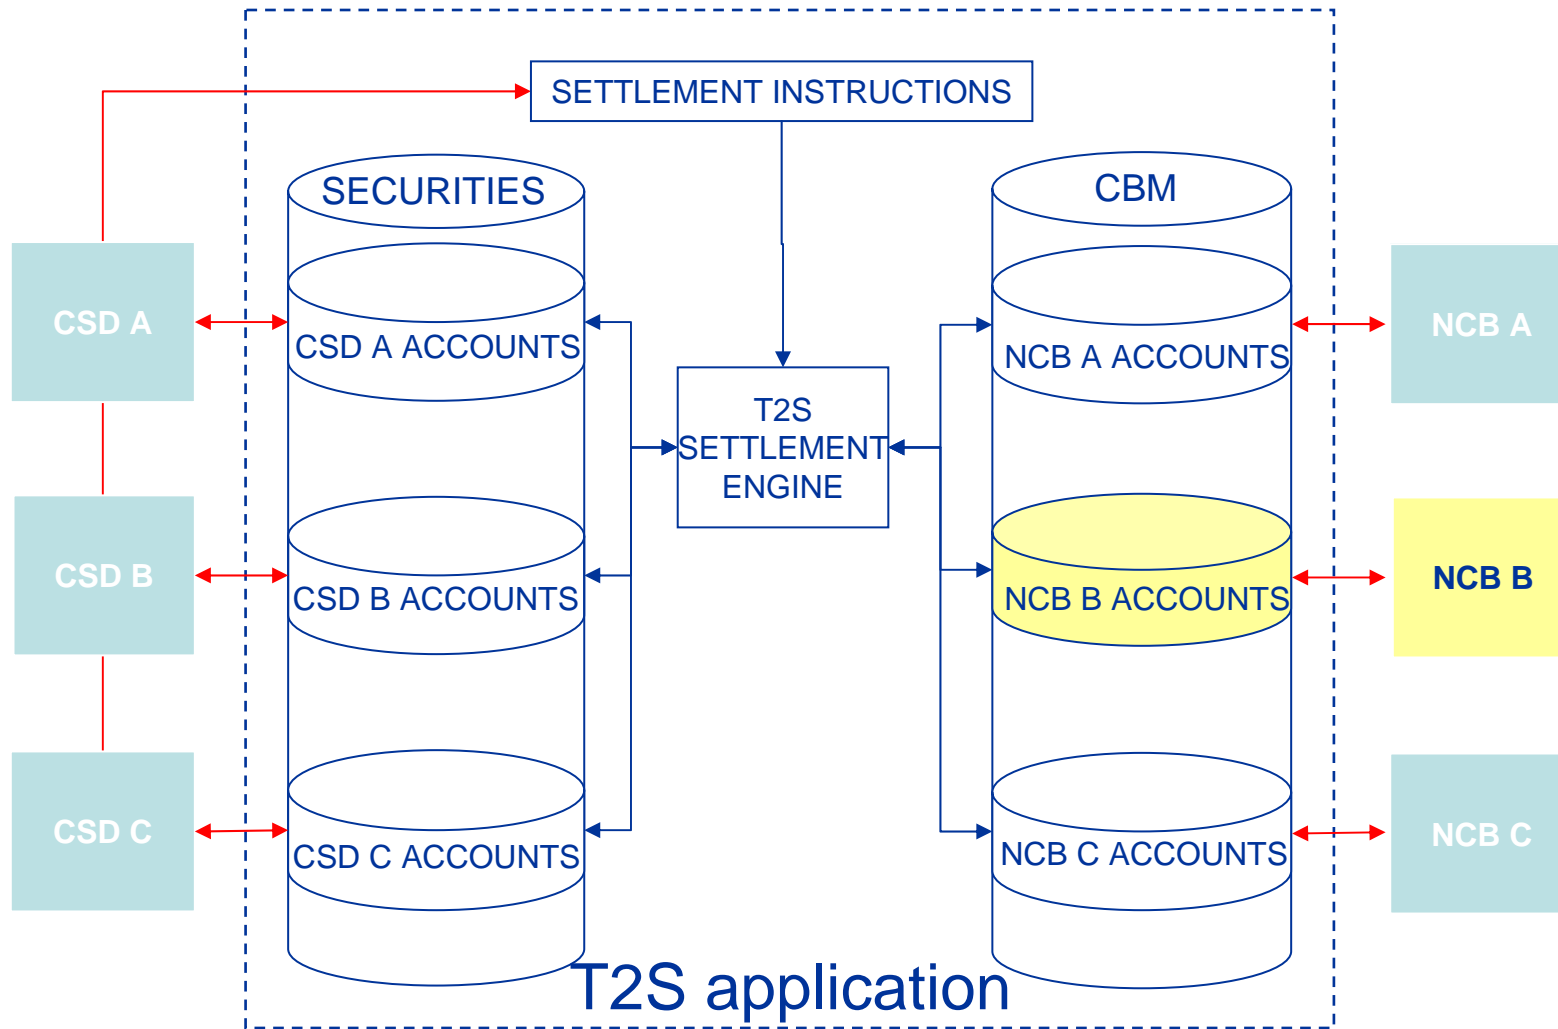 SETTLEMENT INSTRUCTIONS
SECURITIES
CBM
CSD A
CSD A ACCOUNTS
NCB A ACCOUNTS
NCB A
T2S
SETTLEMENT
ENGINE
CSD B
CSD B ACCOUNTS
NCB B ACCOUNTS
NCB B
CSD C
CSD C ACCOUNTS
NCB C ACCOUNTS
NCB C
T2S application